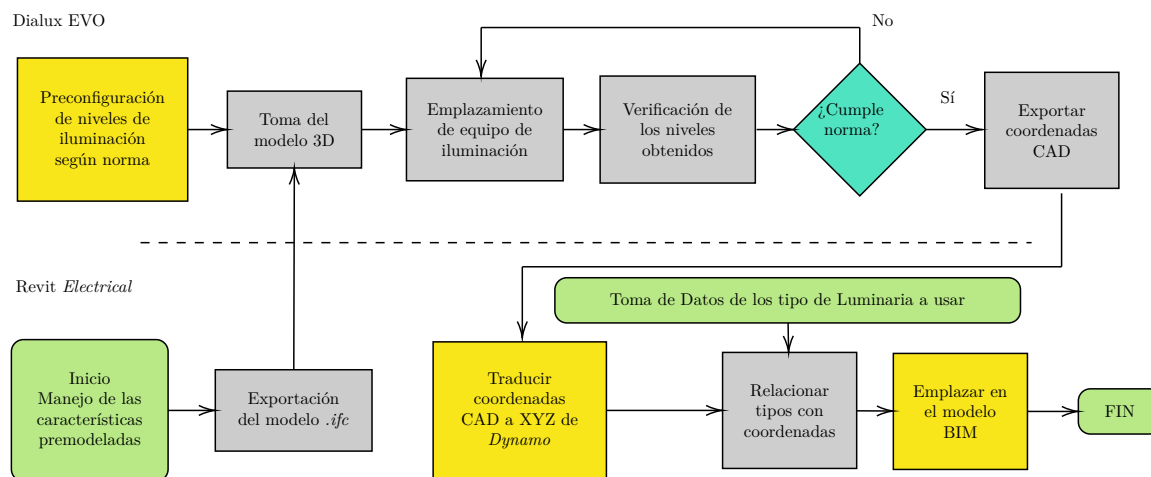 Dialux EVO
No
Preconfiguración
de niveles de
iluminación
según norma
Toma del
modelo 3D
Emplazamiento
de equipo de
iluminación
Verificación de
los niveles
obtenidos
¿Cumple
norma?
Sí
Exportar
coordenadas
CAD
Revit Electrical
Toma de Datos de los tipo de Luminaria a usar
Inicio
Manejo de las
características
premodeladas
Exportación
del modelo .ifc
Traducir
coordenadas
CAD a XYZ de
Dynamo
Relacionar
tipos con
coordenadas
Emplazar en
el modelo
BIM
FIN